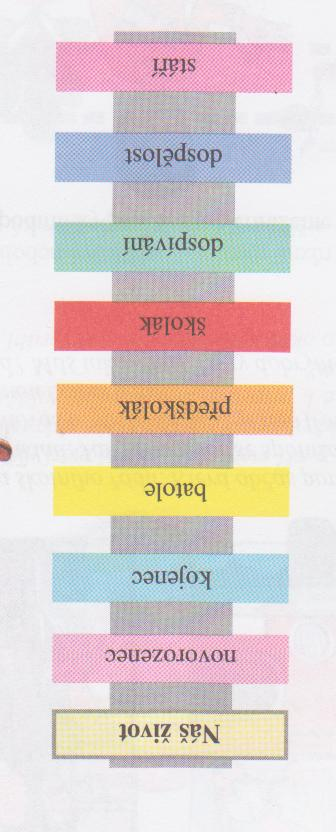 Náš život
novorozenec
kojenec
batole
předškolák
školák
dospívání
dospělost
stáří